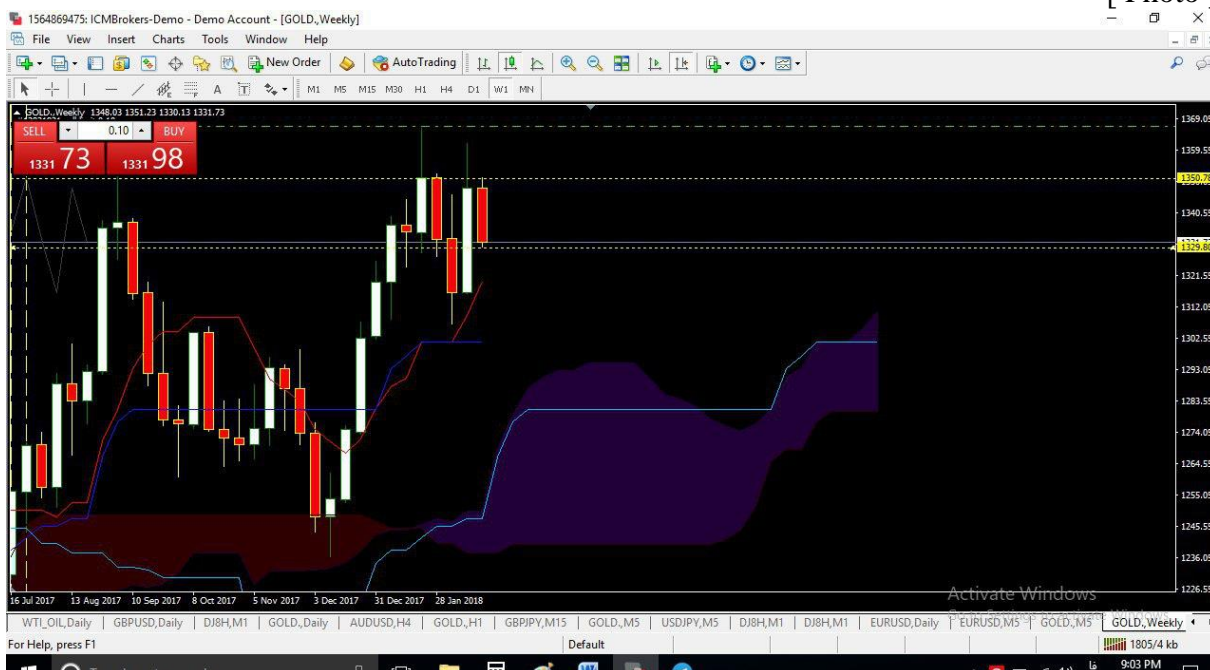 [ Photo ]
1564869475: ICMBrokers-Demo - Demo Account - [GOLD.,Weekly]
File View Insert Charts Tools Window Help
New Order AutoTrading
A T M1 M5 M15 M30 H1 H4 D1 W1 MN
GOLD.,Weekly 1348.03 1351.23 1330.13 1331.73
SELL 0.10 BUY
1331 73 1331 98
1369.05
1359.55
1350.78
1340.55
1329.80
1321.55
1312.05
1302.55
1293.05
1283.55
1274.05
1264.55
1255.05
1245.55
1236.05
1226.55
16 Jul 2017 13 Aug 2017 10 Sep 2017 8 Oct 2017 5 Nov 2017 3 Dec 2017 31 Dec 2017 28 Jan 2018
Activate Windows
WTI_OIL,Daily GBPUSD,Daily DJ8H,M1 GOLD.,Daily AUDUSD,H4 GOLD.,H1 GBPJPY,M15 GOLD.,M5 USDJPY,M5 DJ8H,M1 DJ8H,M1 EURUSD,Daily EURUSD,M5 GOLD.,M5 GOLD.,Weekly
For Help, press F1 Default 1805/4 kb
9:03 PM